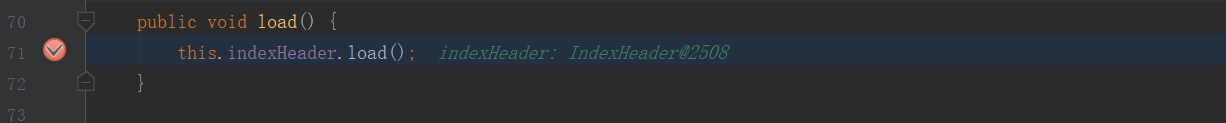 70 public void load() {
71 this.indexHeader.load(); indexHeader: IndexHeader@2508
72 }
73